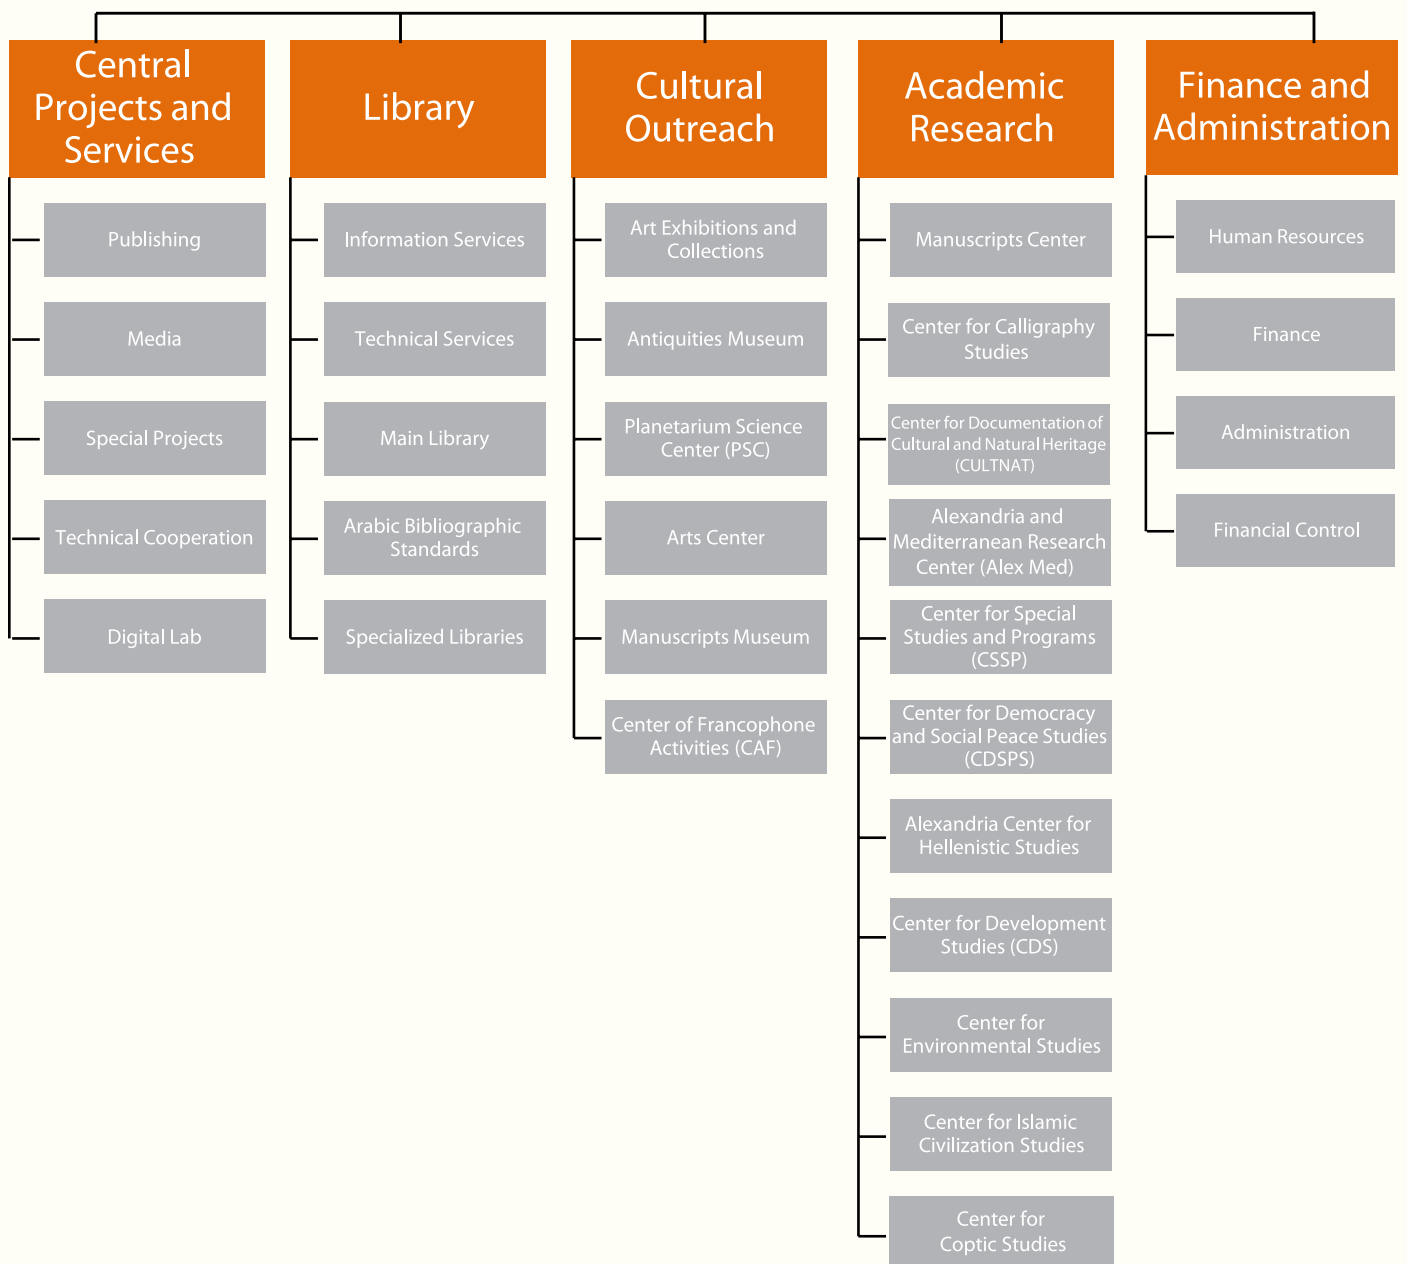 Central
Projects and
Services
Publishing
Media
Special Projects
Technical Cooperation
Digital Lab
Library
Information Services
Technical Services
Main Library
Arabic Bibliographic
Standards
Specialized Libraries
Cultural
Outreach
Art Exhibitions and
Collections
Antiquities Museum
Planetarium Science
Center (PSC)
Arts Center
Manuscripts Museum
Center of Francophone
Activities (CAF)
Academic
Research
Manuscripts Center
Center for Calligraphy
Studies
Center for Documentation of
Cultural and Natural Heritage
(CULTNAT)
Alexandria and
Mediterranean Research
Center (Alex Med)
Center for Special
Studies and Programs
(CSSP)
Center for Democracy
and Social Peace Studies
(CDSPS)
Alexandria Center for
Hellenistic Studies
Center for Development
Studies (CDS)
Center for
Environmental Studies
Center for Islamic
Civilization Studies
Center for
Coptic Studies
Finance and
Administration
Human Resources
Finance
Administration
Financial Control